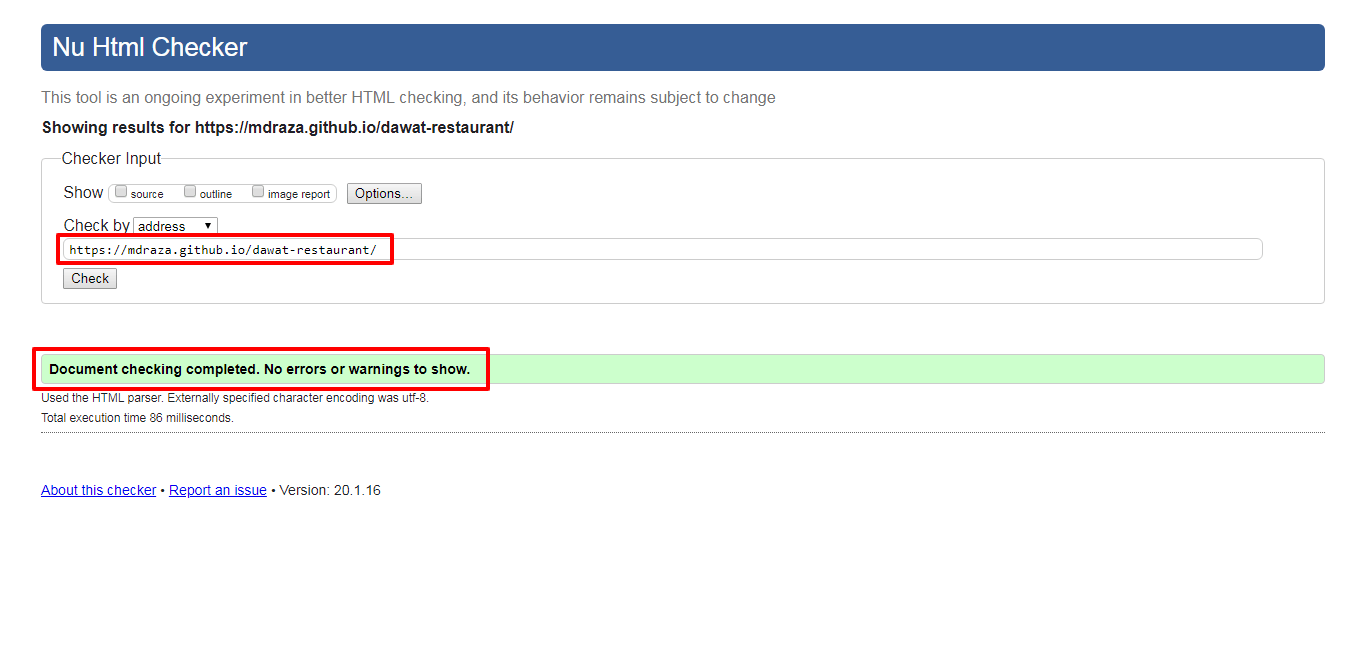 Nu Html Checker
This tool is an ongoing experiment in better HTML checking, and its behavior remains subject to change
Showing results for https://mdraza.github.io/dawat-restaurant/
Checker Input
Show source outline image report Options...
Check by address ▼
https://mdraza.github.io/dawat-restaurant/
Check
Document checking completed. No errors or warnings to show.
Used the HTML parser. Externally specified character encoding was utf-8.
Total execution time 86 milliseconds.
About this checker • Report an issue • Version: 20.1.16